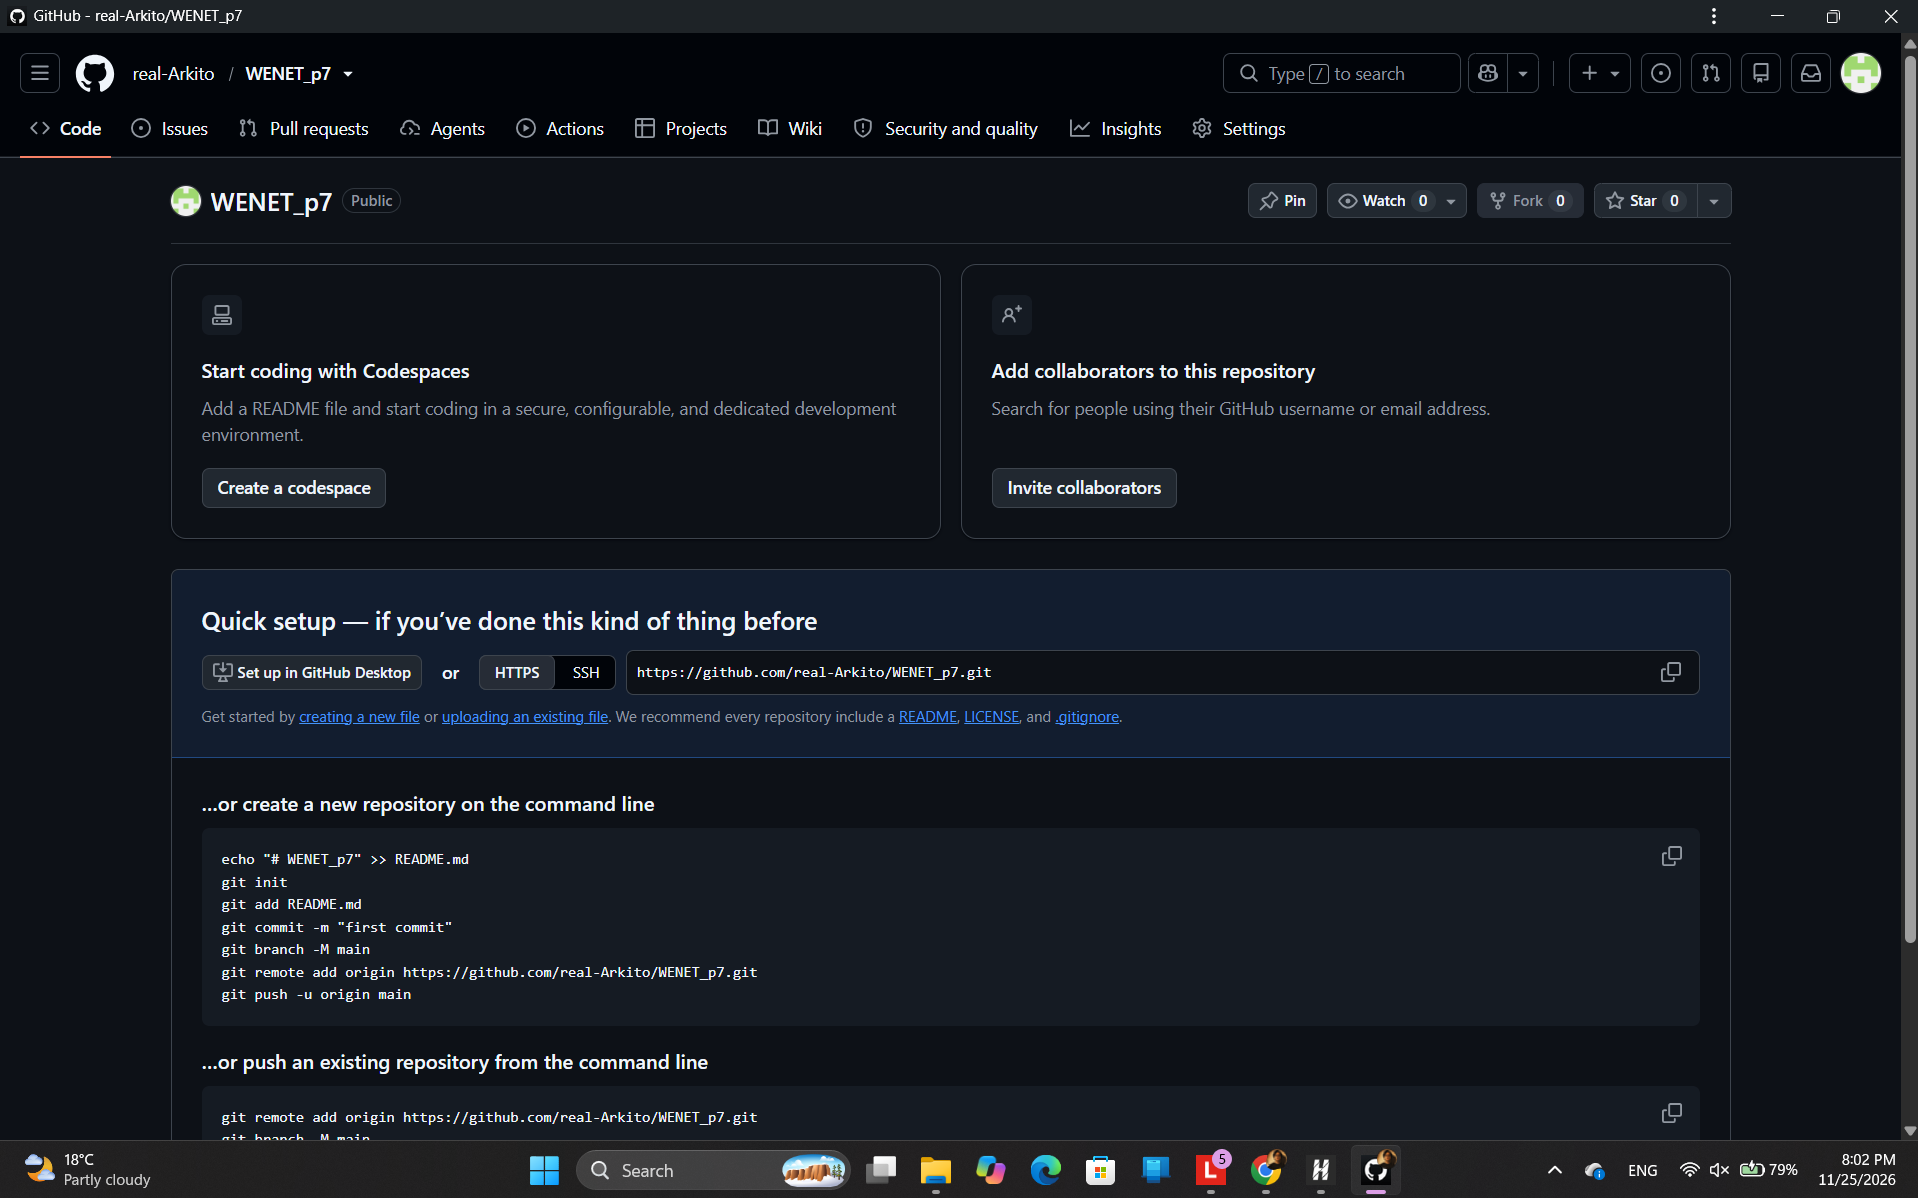 GitHub - real-Arkito/WENET_p7
real-Arkito / WENET_p7
Type / to search
Code
Issues
Pull requests
Agents
Actions
Projects
Wiki
Security and quality
Insights
Settings
WENET_p7 Public
Pin
Watch 0
Fork 0
Star 0
Start coding with Codespaces
Add a README file and start coding in a secure, configurable, and dedicated development
environment.
Create a codespace
Add collaborators to this repository
Search for people using their GitHub username or email address.
Invite collaborators
Quick setup — if you’ve done this kind of thing before
Set up in GitHub Desktop or HTTPS SSH https://github.com/real-Arkito/WENET_p7.git
Get started by creating a new file or uploading an existing file. We recommend every repository include a README, LICENSE, and .gitignore.
…or create a new repository on the command line
echo "# WENET_p7" >> README.md
git init
git add README.md
git commit -m "first commit"
git branch -M main
git remote add origin https://github.com/real-Arkito/WENET_p7.git
git push -u origin main
…or push an existing repository from the command line
git remote add origin https://github.com/real-Arkito/WENET_p7.git
git branch -M main
18°C
Partly cloudy
Search
L
5
H
ENG
79%
8:02 PM
11/25/2026